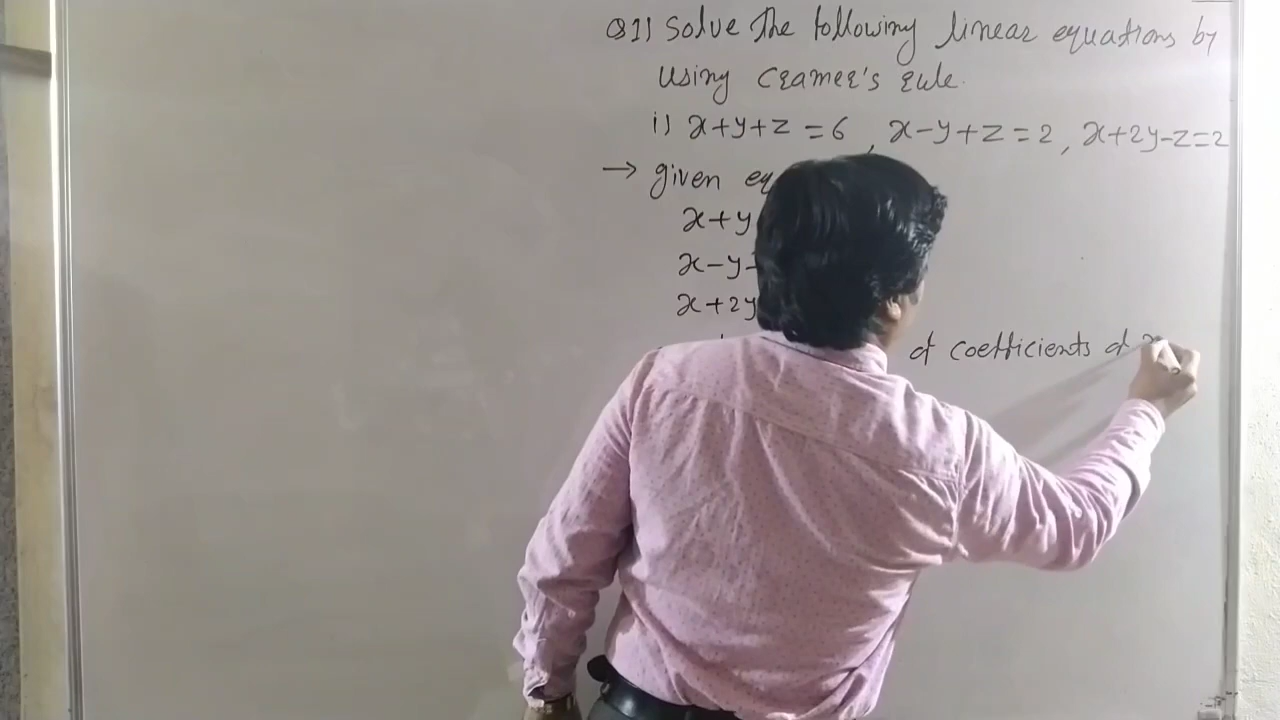 Q1) Solve the following linear equations by
using Cramer's rule.
i) x+y+z=6, x-y+z=2, x+2y-z=2
→ given eq
x+y
x-y
x+2y
of coefficients of x